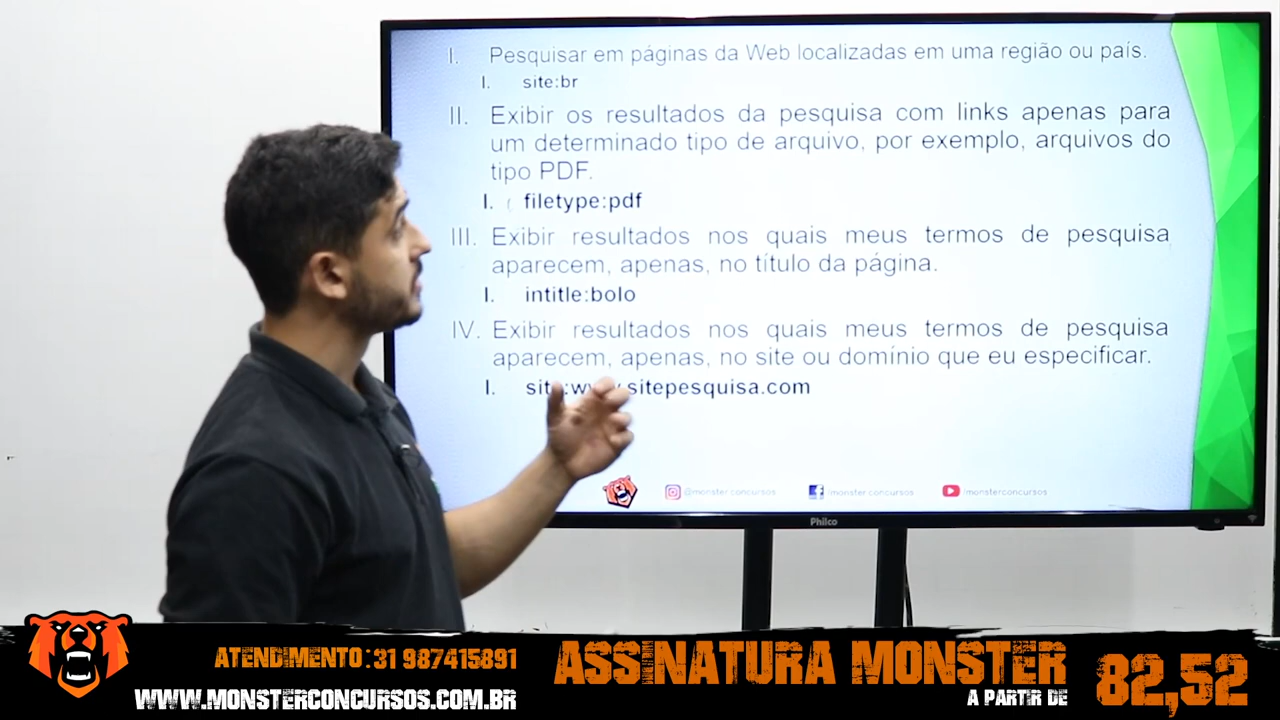 I. Pesquisar em páginas da Web localizadas em uma região ou país.
I. site:br
II. Exibir os resultados da pesquisa com links apenas para
um determinado tipo de arquivo, por exemplo, arquivos do
tipo PDF.
I. filetype:pdf
III. Exibir resultados nos quais meus termos de pesquisa
aparecem, apenas, no título da página.
I. intitle:bolo
IV. Exibir resultados nos quais meus termos de pesquisa
aparecem, apenas, no site ou domínio que eu especificar.
I. site:www.sitepesquisa.com
@monster.concursos /monster.concursos /monsterconcursos
Philco
ATENDIMENTO: 31 987415891
WWW.MONSTERCONCURSOS.COM.BR
ASSINATURA MONSTER
A PARTIR DE 82,52